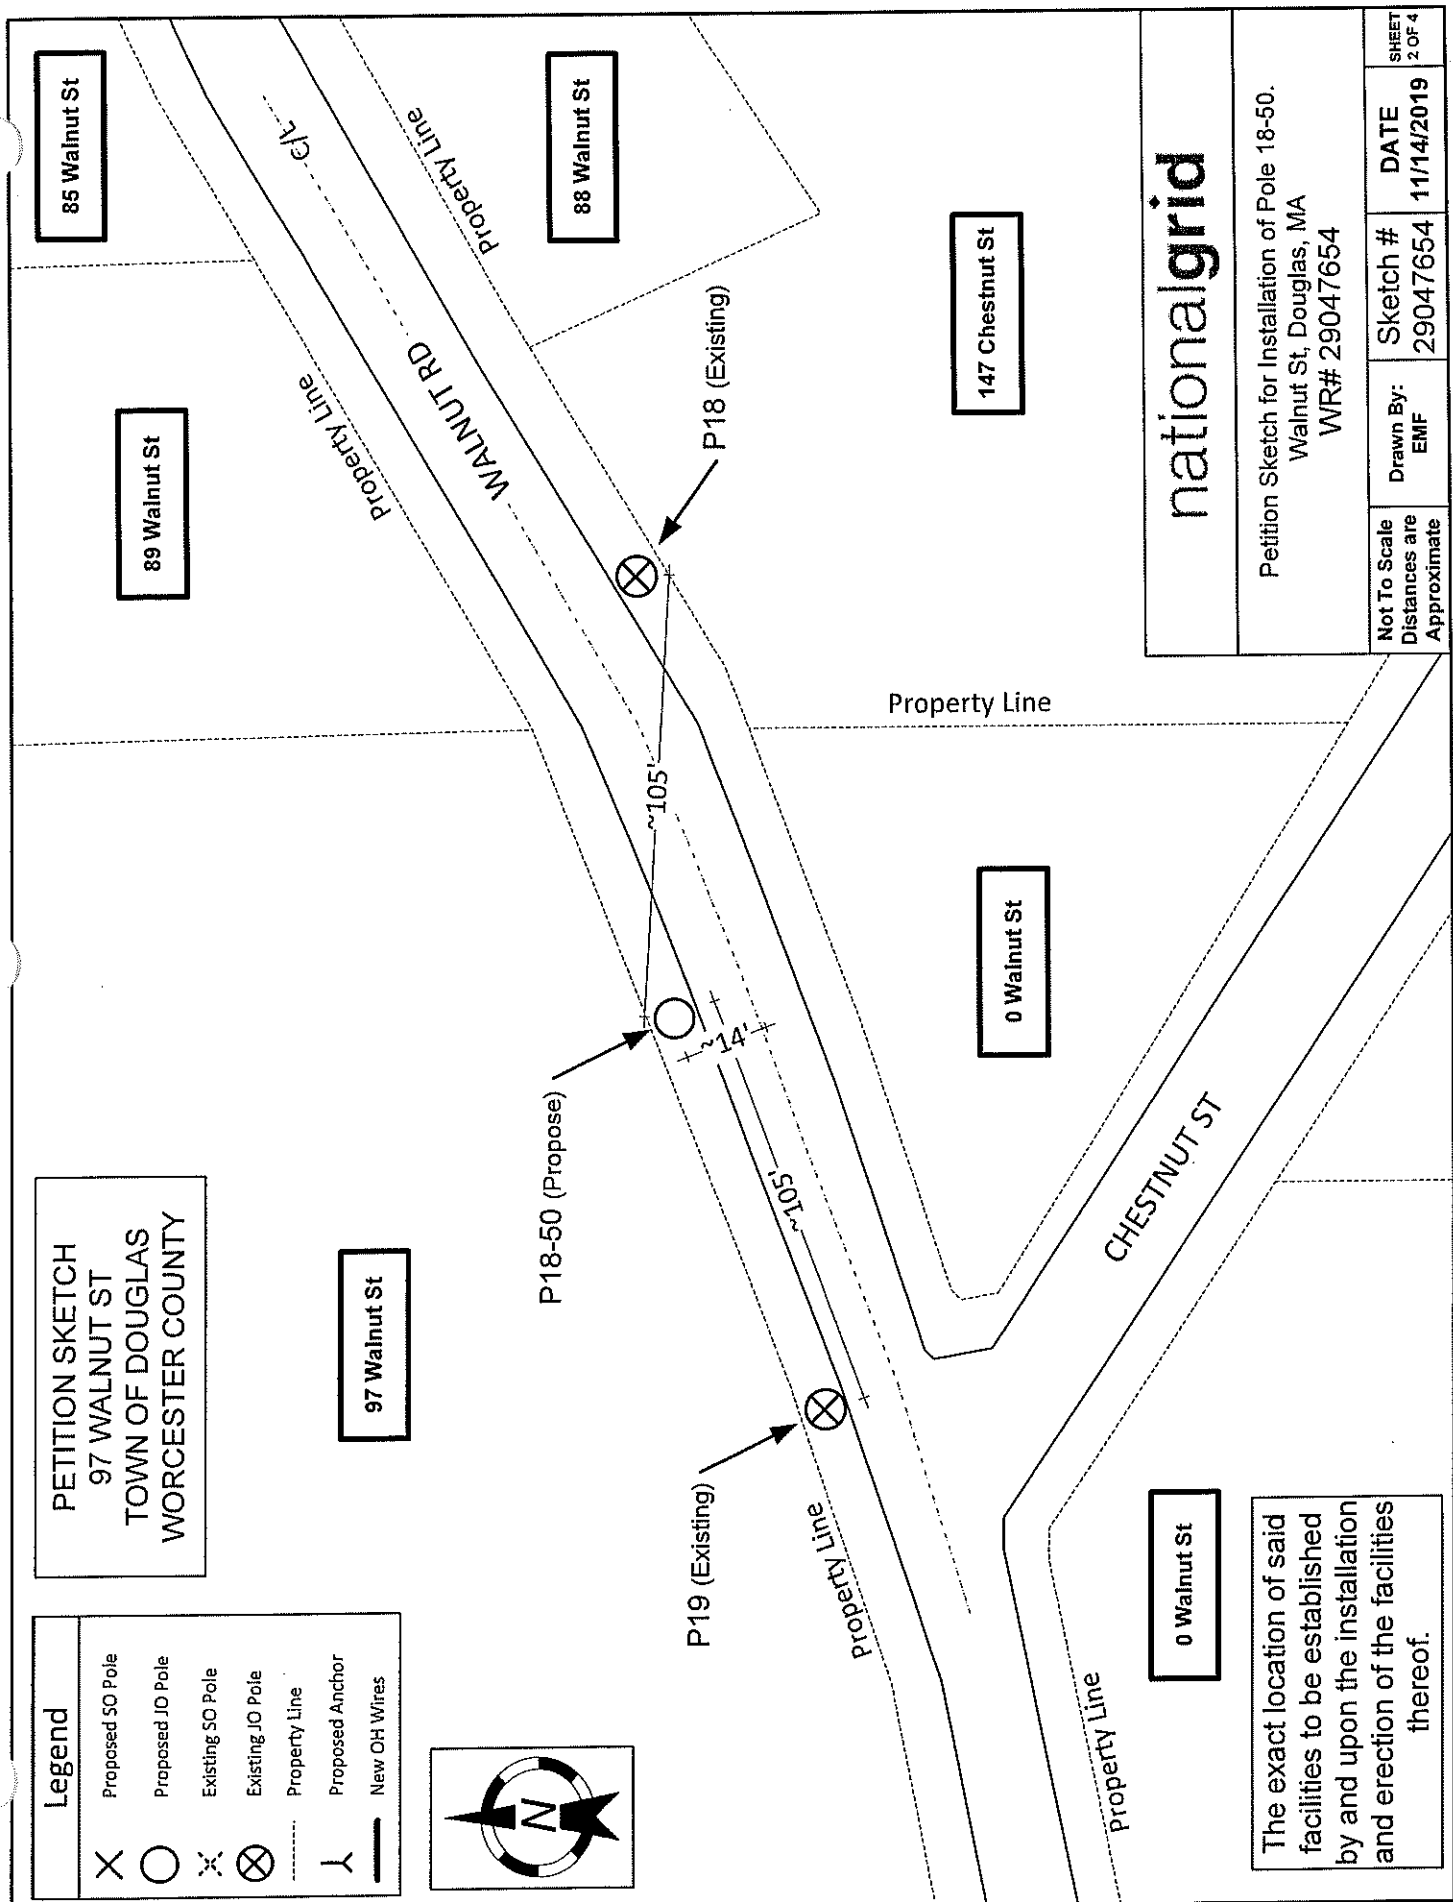 Legend
Proposed SO Pole
Proposed JO Pole
Existing SO Pole
Existing JO Pole
Property Line
Proposed Anchor
New OH Wires
N
PETITION SKETCH
97 WALNUT ST
TOWN OF DOUGLAS
WORCESTER COUNTY
97 Walnut St
89 Walnut St
85 Walnut St
88 Walnut St
Property Line
Property Line
C/L
WALNUT RD
P18 (Existing)
P18-50 (Propose)
P19 (Existing)
~105'
~14'
~105'
Property Line
Property Line
Property Line
147 Chestnut St
0 Walnut St
0 Walnut St
CHESTNUT ST
The exact location of said
facilities to be established
by and upon the installation
and erection of the facilities
thereof.
nationalgrid
Petition Sketch for Installation of Pole 18-50.
Walnut St, Douglas, MA
WR# 29047654
Not To Scale
Distances are
Approximate
Drawn By:
EMF
Sketch #
29047654
DATE
11/14/2019
SHEET
2 OF 4